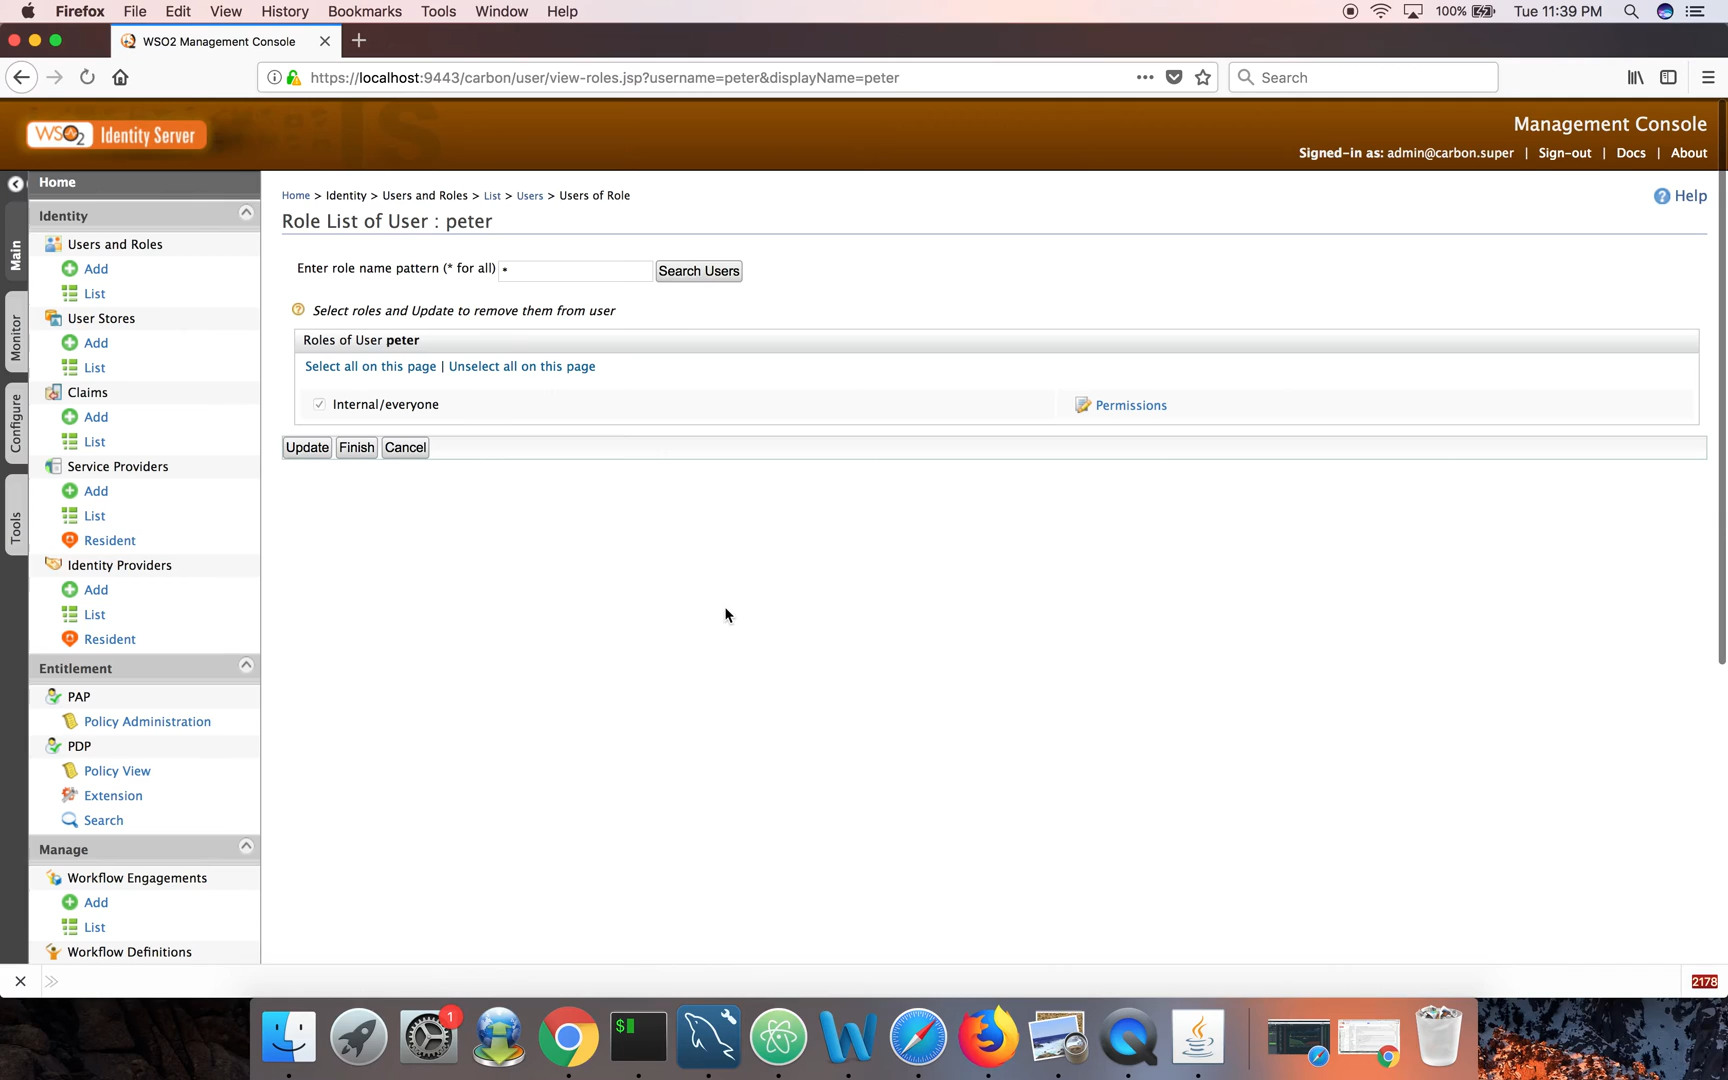 Firefox File Edit View History Bookmarks Tools Window Help 100% Tue 11:39 PM
WSO2 Management Console
https://localhost:9443/carbon/user/view-roles.jsp?username=peter&displayName=peter
Search
WSO2 Identity Server
Management Console
Signed-in as: admin@carbon.super | Sign-out | Docs | About
Main
Monitor
Configure
Tools
Home
Identity
Users and Roles
Add
List
User Stores
Add
List
Claims
Add
List
Service Providers
Add
List
Resident
Identity Providers
Add
List
Resident
Entitlement
PAP
Policy Administration
PDP
Policy View
Extension
Search
Manage
Workflow Engagements
Add
List
Workflow Definitions
Home > Identity > Users and Roles > List > Users > Users of Role
Help
Role List of User : peter
Enter role name pattern (* for all) * Search Users
Select roles and Update to remove them from user
Roles of User peter
Select all on this page | Unselect all on this page
Internal/everyone Permissions
Update Finish Cancel
2178
1
$